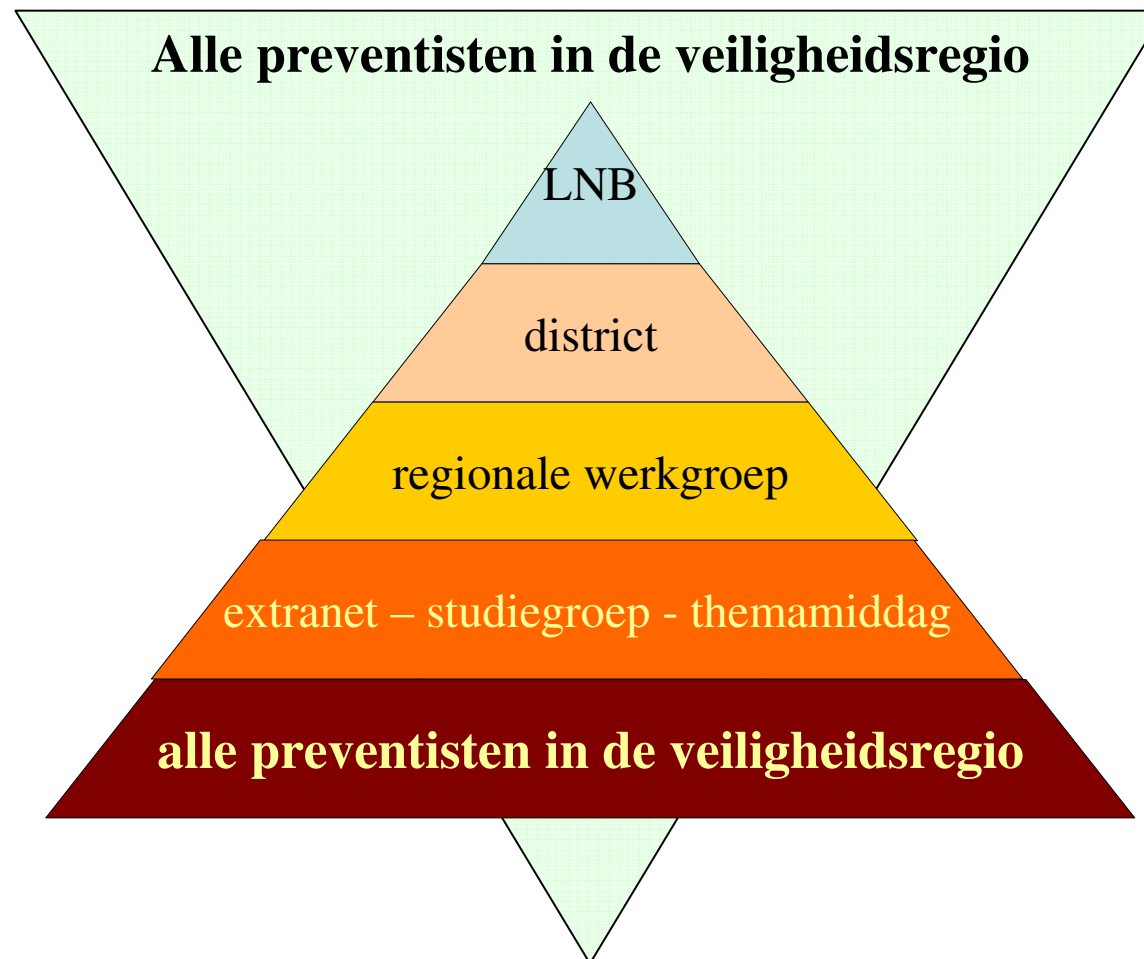 Alle preventisten in de veiligheidsregio
LNB
district
regionale werkgroep
extranet – studiegroep - themamiddag
alle preventisten in de veiligheidsregio